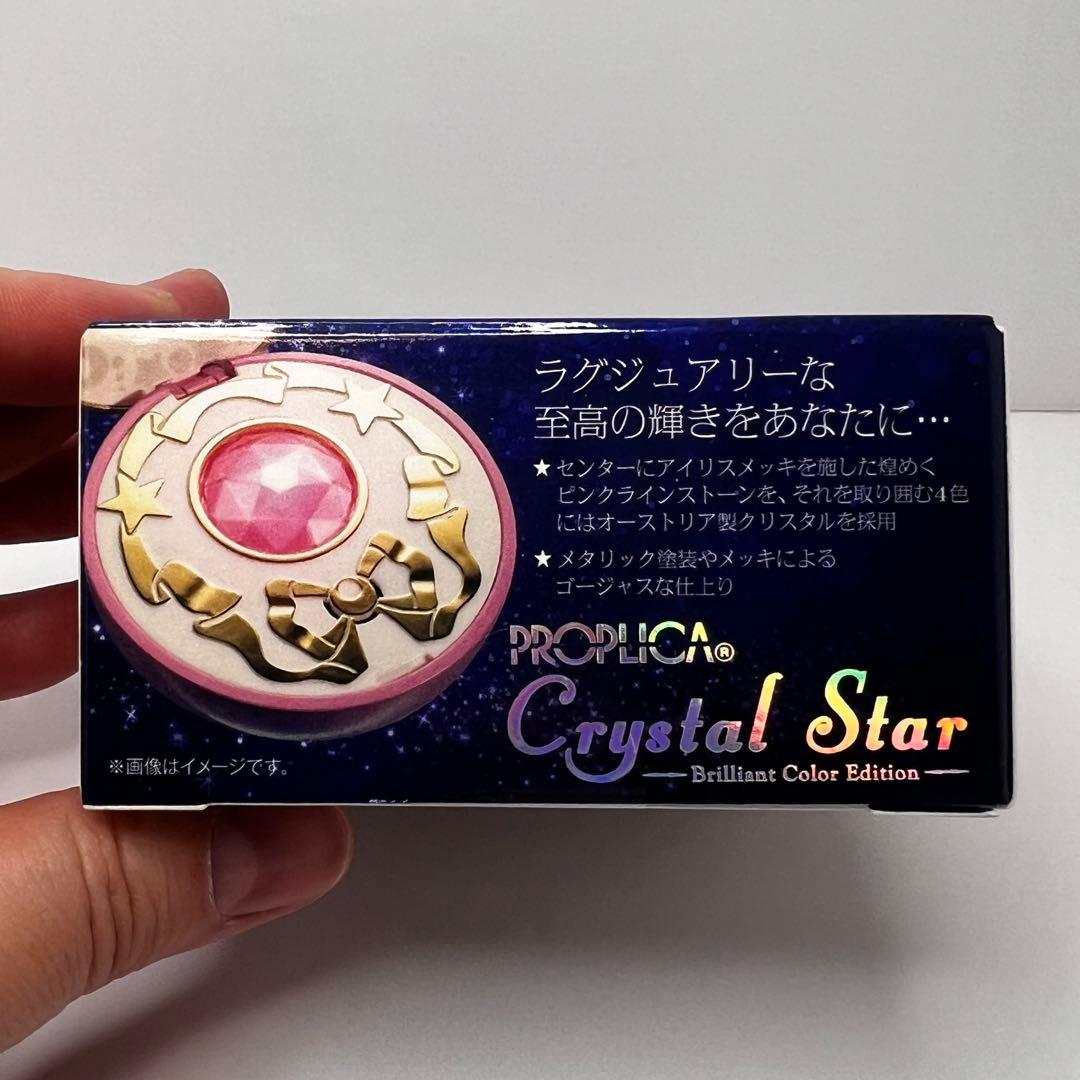 ラグジュアリーな
至高の輝きをあなたに…
★センターにアイリスメッキを施した煌めく
ピンクラインストーンを、それを取り囲む4色
にはオーストリア製クリスタルを採用
★メタリック塗装やメッキによる
ゴージャスな仕上り
PROPLICA®
Crystal Star
Brilliant Color Edition
※画像はイメージです。